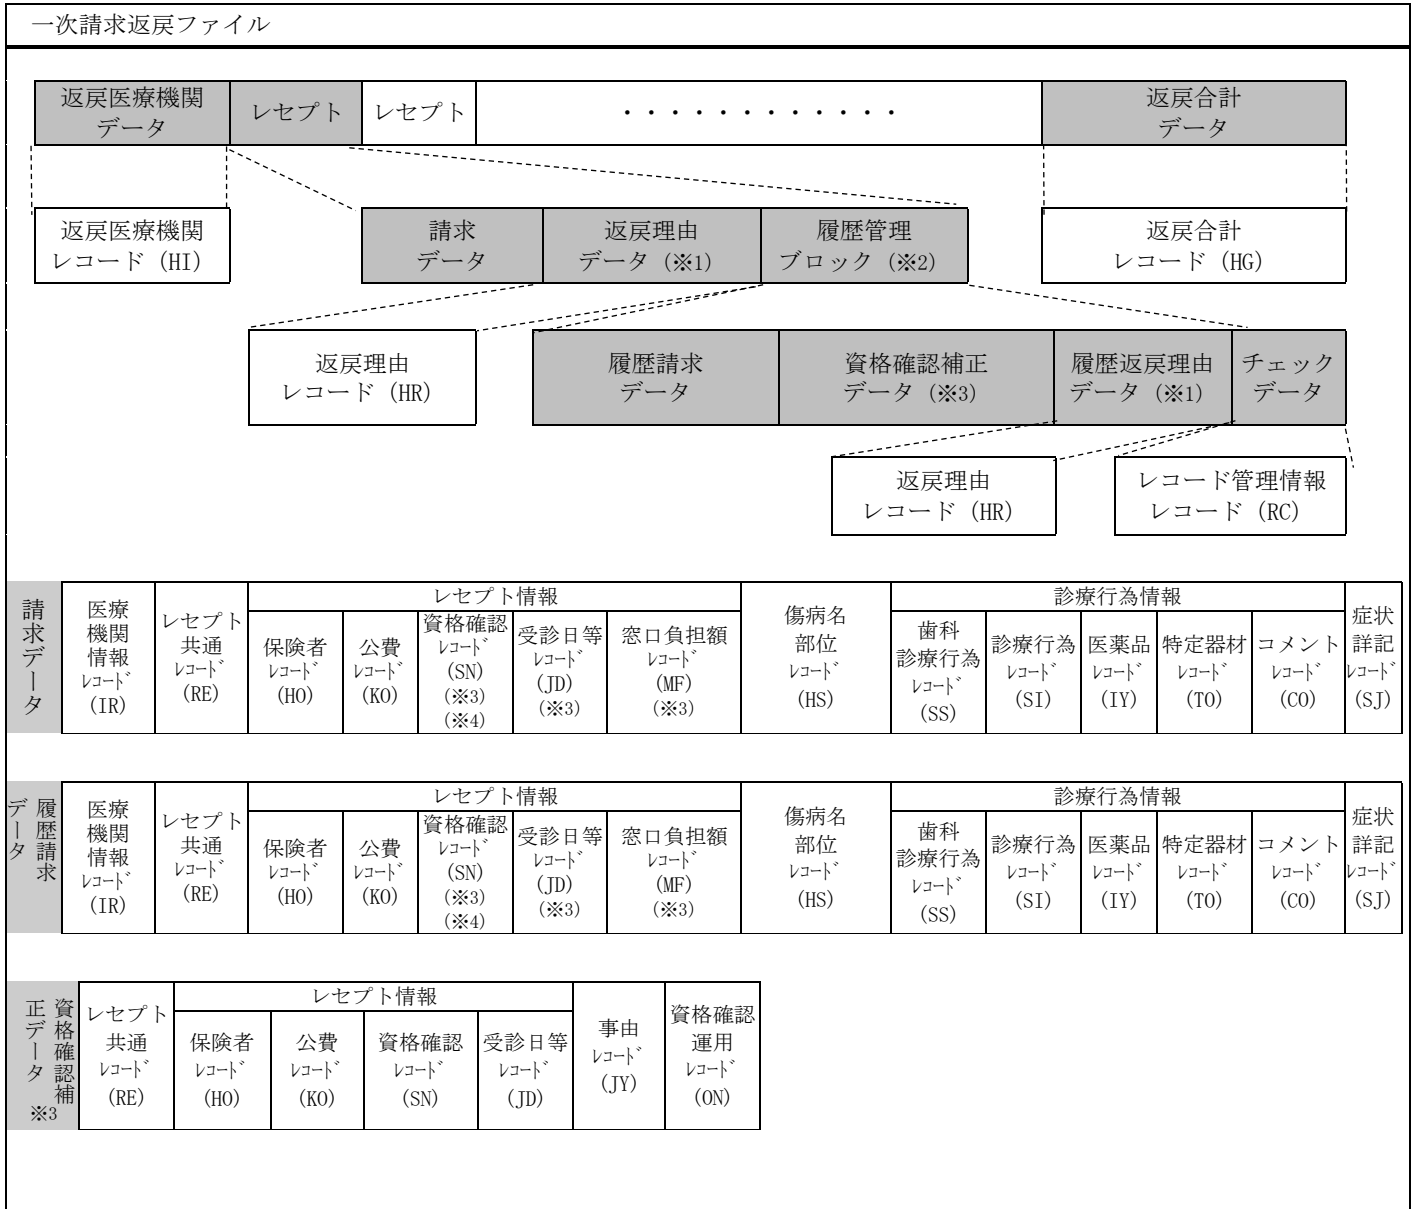 一次請求返戻ファイル
返戻医療機関
データ
レセプト
レセプト
・・・・・・・・・・・・
返戻合計
データ
返戻医療機関
レコード(HI)
請求
データ
返戻理由
データ(※1)
履歴管理
ブロック(※2)
返戻合計
レコード(HG)
返戻理由
レコード(HR)
履歴請求
データ
資格確認補正
データ(※3)
履歴返戻理由
データ(※1)
チェック
データ
返戻理由
レコード(HR)
レコード管理情報
レコード(RC)
請求データ
医療
機関
情報
ﾚｺｰﾄﾞ
(IR)
レセプト
共通
ﾚｺｰﾄﾞ
(RE)
レセプト情報
保険者
ﾚｺｰﾄﾞ
(HO)
公費
ﾚｺｰﾄﾞ
(KO)
資格確認
ﾚｺｰﾄﾞ
(SN)
(※3)
(※4)
受診日等
ﾚｺｰﾄﾞ
(JD)
(※3)
窓口負担額
ﾚｺｰﾄﾞ
(MF)
(※3)
傷病名
部位
ﾚｺｰﾄﾞ
(HS)
診療行為情報
歯科
診療行為
ﾚｺｰﾄﾞ
(SS)
診療行為
ﾚｺｰﾄﾞ
(SI)
医薬品
ﾚｺｰﾄﾞ
(IY)
特定器材
ﾚｺｰﾄﾞ
(TO)
コメント
ﾚｺｰﾄﾞ
(CO)
症状
詳記
ﾚｺｰﾄﾞ
(SJ)
履歴請求
データ
医療
機関
情報
ﾚｺｰﾄﾞ
(IR)
レセプト
共通
ﾚｺｰﾄﾞ
(RE)
レセプト情報
保険者
ﾚｺｰﾄﾞ
(HO)
公費
ﾚｺｰﾄﾞ
(KO)
資格確認
ﾚｺｰﾄﾞ
(SN)
(※3)
(※4)
受診日等
ﾚｺｰﾄﾞ
(JD)
(※3)
窓口負担額
ﾚｺｰﾄﾞ
(MF)
(※3)
傷病名
部位
ﾚｺｰﾄﾞ
(HS)
診療行為情報
歯科
診療行為
ﾚｺｰﾄﾞ
(SS)
診療行為
ﾚｺｰﾄﾞ
(SI)
医薬品
ﾚｺｰﾄﾞ
(IY)
特定器材
ﾚｺｰﾄﾞ
(TO)
コメント
ﾚｺｰﾄﾞ
(CO)
症状
詳記
ﾚｺｰﾄﾞ
(SJ)
資格確認補
正データ
※3
レセプト
共通
ﾚｺｰﾄﾞ
(RE)
レセプト情報
保険者
ﾚｺｰﾄﾞ
(HO)
公費
ﾚｺｰﾄﾞ
(KO)
資格確認
ﾚｺｰﾄﾞ
(SN)
受診日等
ﾚｺｰﾄﾞ
(JD)
事由
ﾚｺｰﾄﾞ
(JY)
資格確認
運用
ﾚｺｰﾄﾞ
(ON)